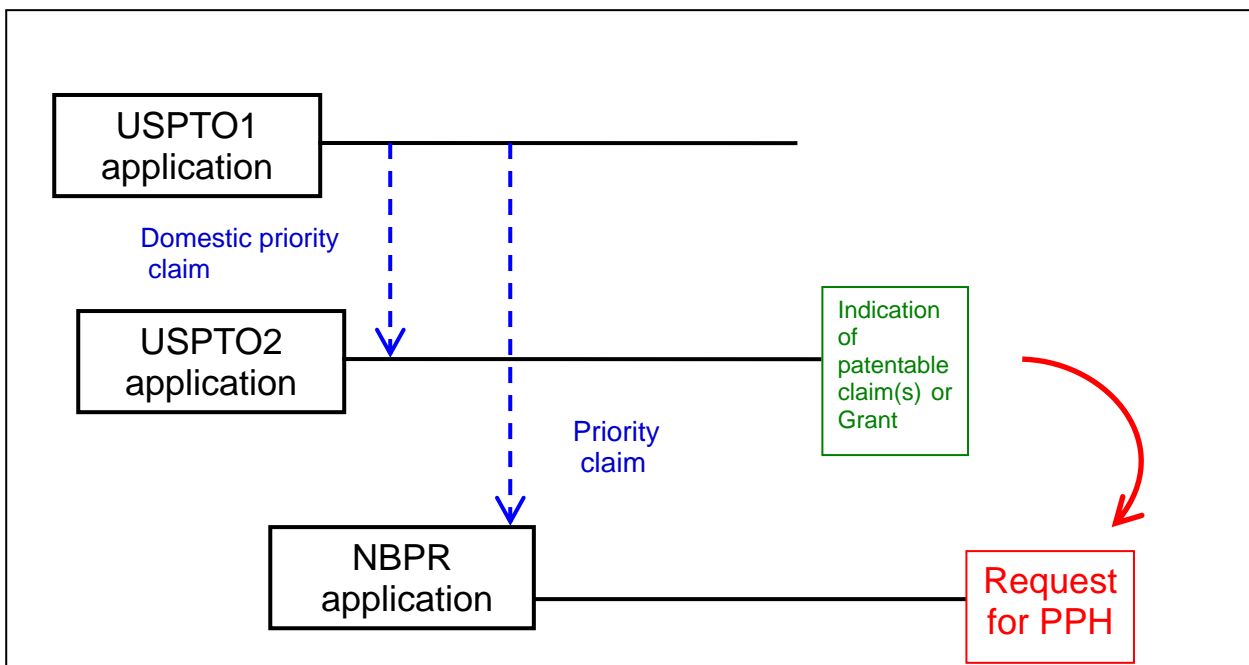 USPTO1
application
Domestic priority
claim
USPTO2
application
Indication
of
patentable
claim(s) or
Grant
Priority
claim
NBPR
application
Request
for PPH